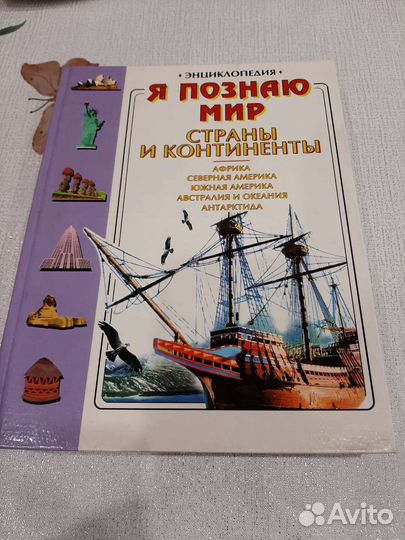 • ЭНЦИКЛОПЕДИЯ •
Я ПОЗНАЮ
МИР
СТРАНЫ
И КОНТИНЕНТЫ
АФРИКА
СЕВЕРНАЯ АМЕРИКА
ЮЖНАЯ АМЕРИКА
АВСТРАЛИЯ И ОКЕАНИЯ
АНТАРКТИДА
Avito